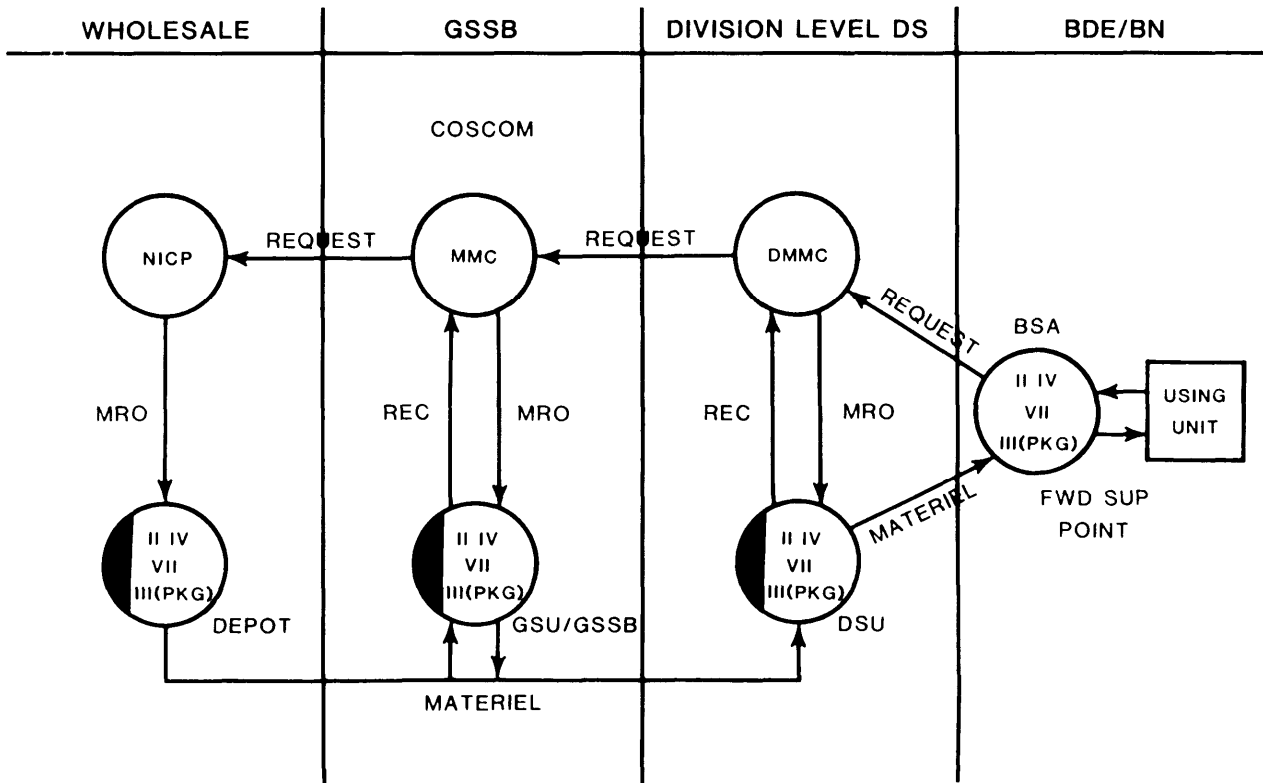 WHOLESALE
GSSB
DIVISION LEVEL DS
BDE/BN
COSCOM
NICP
REQUEST
MMC
REQUEST
DMMC
REQUEST
BSA
II IV
VII
III(PKG)
USING
UNIT
FWD SUP
POINT
MRO
REC
MRO
REC
MRO
MATERIEL
II IV
VII
III(PKG)
DEPOT
II IV
VII
III(PKG)
GSU/GSSB
II IV
VII
III(PKG)
DSU
MATERIEL